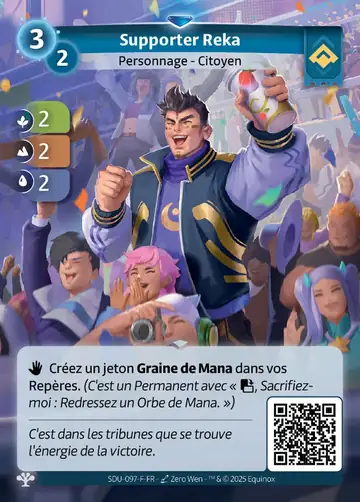 3
Supporter Reka
2
Personnage - Citoyen
2
2
2
Créez un jeton Graine de Mana dans vos
Repères. (C'est un Permanent avec « , Sacrifiez-
moi : Redressez un Orbe de Mana. »)
C'est dans les tribunes que se trouve
l'énergie de la victoire.
SDU-097-F-FR - Zero Wen - ™ & © 2025 Equinox